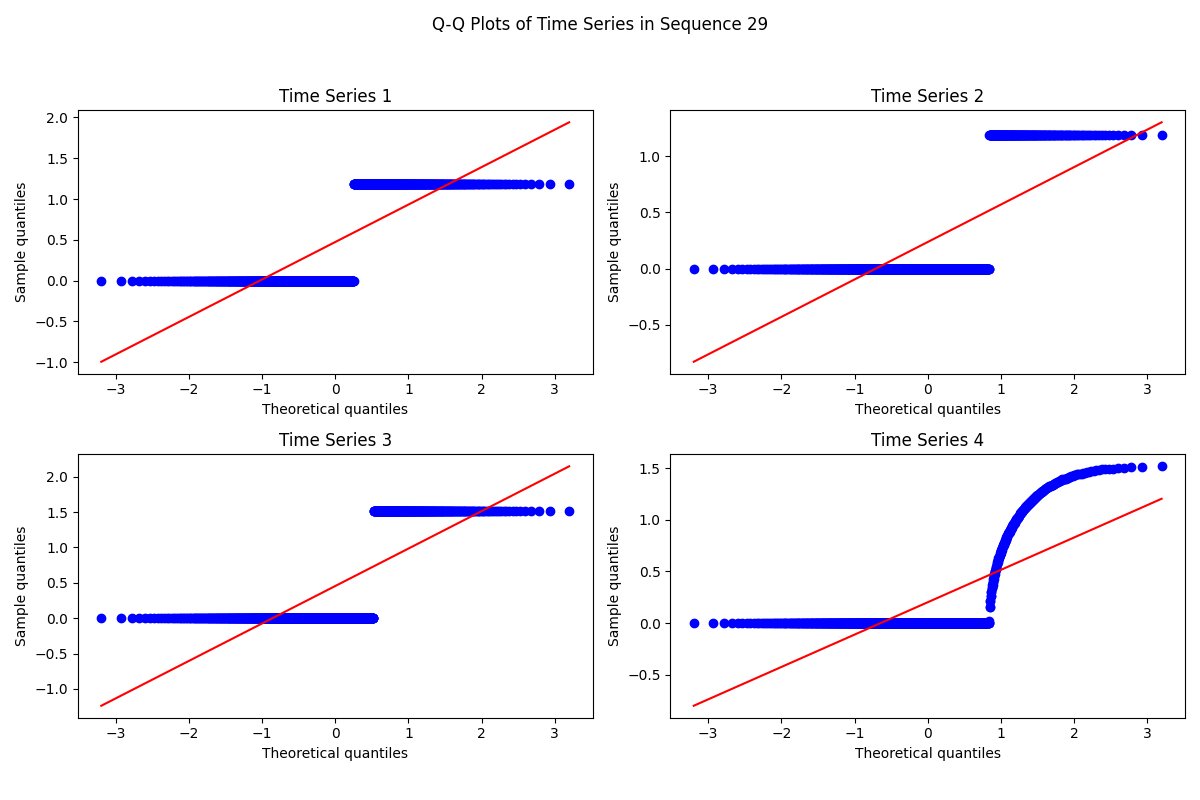 Q-Q Plots of Time Series in Sequence 29
Time Series 1
2.0
1.5
1.0
0.5
0.0
−0.5
−1.0
Sample quantiles
−3 −2 −1 0 1 2 3
Theoretical quantiles
Time Series 2
1.0
0.5
0.0
−0.5
Sample quantiles
−3 −2 −1 0 1 2 3
Theoretical quantiles
Time Series 3
2.0
1.5
1.0
0.5
0.0
−0.5
−1.0
Sample quantiles
−3 −2 −1 0 1 2 3
Theoretical quantiles
Time Series 4
1.5
1.0
0.5
0.0
−0.5
Sample quantiles
−3 −2 −1 0 1 2 3
Theoretical quantiles